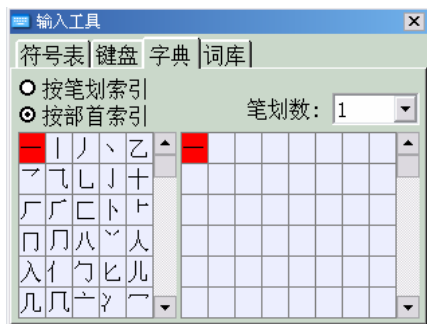 输入工具
符号表 键盘 字典 词库
按笔划索引
按部首索引 笔划数: 1
一 丨 丿 丶 乙 一
乛 ⺄ 乚 亅 十
厂 匚 卜
冂 八 丷 人
入 亻 勹 匕 儿
几 亠 冫 冖